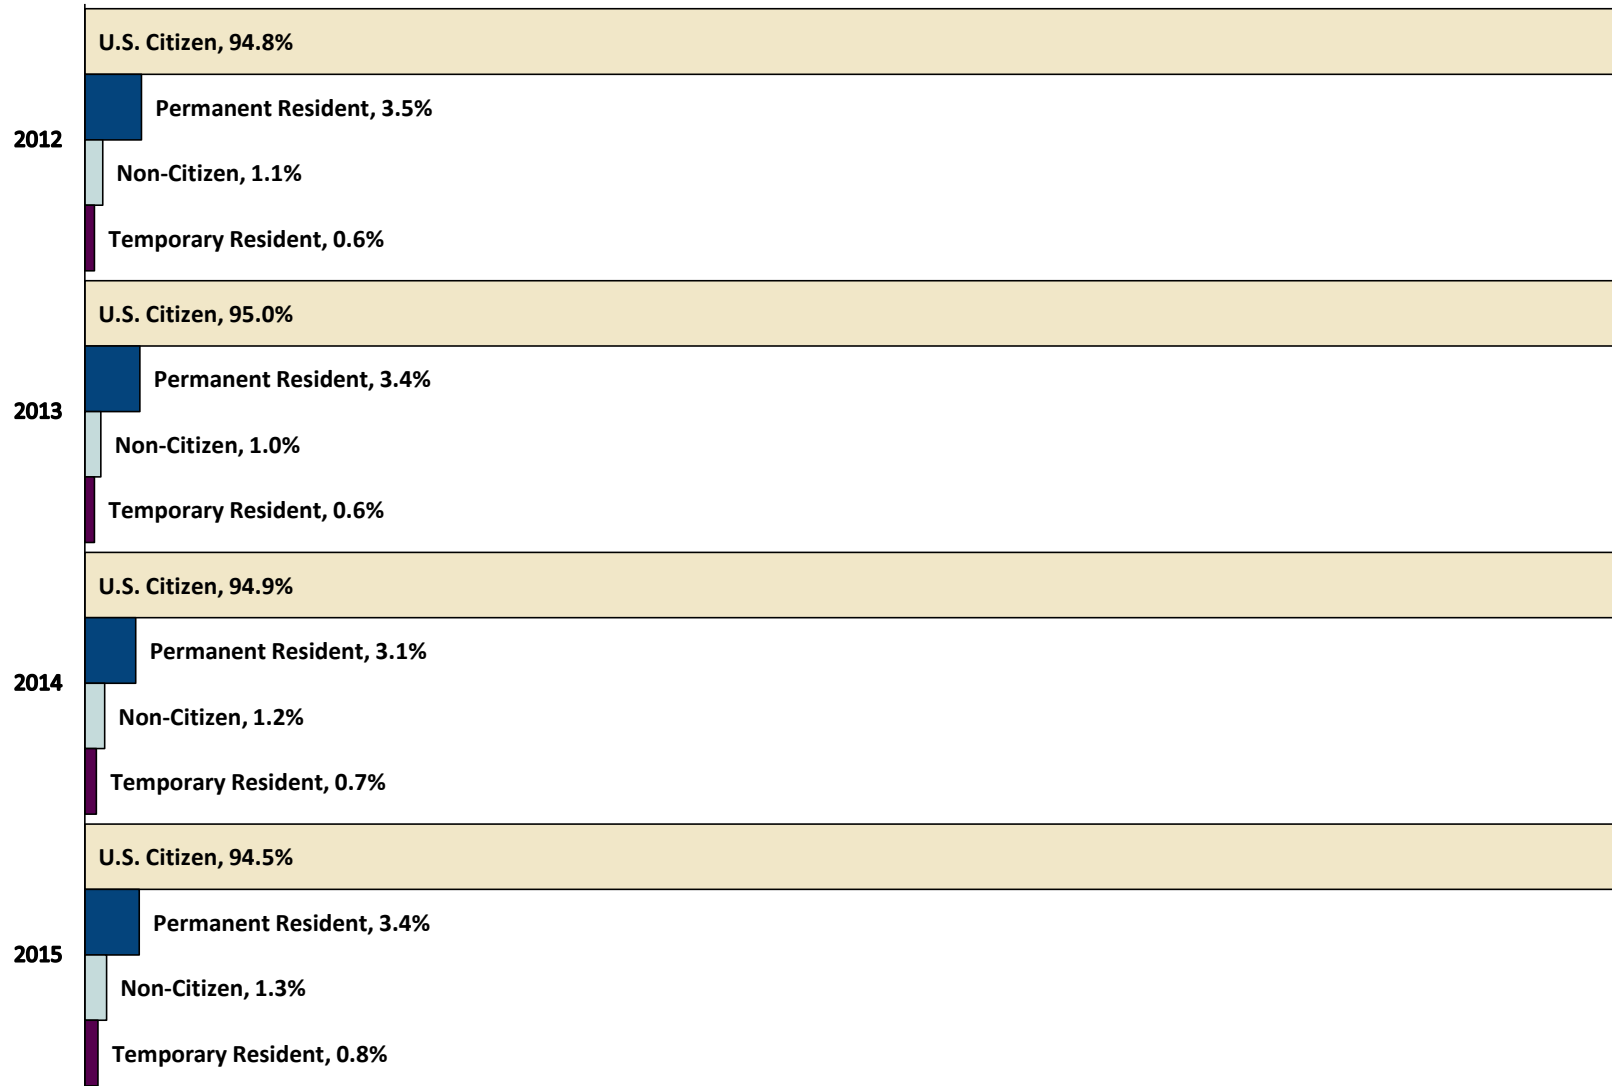 U.S. Citizen, 94.8%
Permanent Resident, 3.5%
2012
Non-Citizen, 1.1%
Temporary Resident, 0.6%
U.S. Citizen, 95.0%
Permanent Resident, 3.4%
2013
Non-Citizen, 1.0%
Temporary Resident, 0.6%
U.S. Citizen, 94.9%
Permanent Resident, 3.1%
2014
Non-Citizen, 1.2%
Temporary Resident, 0.7%
U.S. Citizen, 94.5%
Permanent Resident, 3.4%
2015
Non-Citizen, 1.3%
Temporary Resident, 0.8%